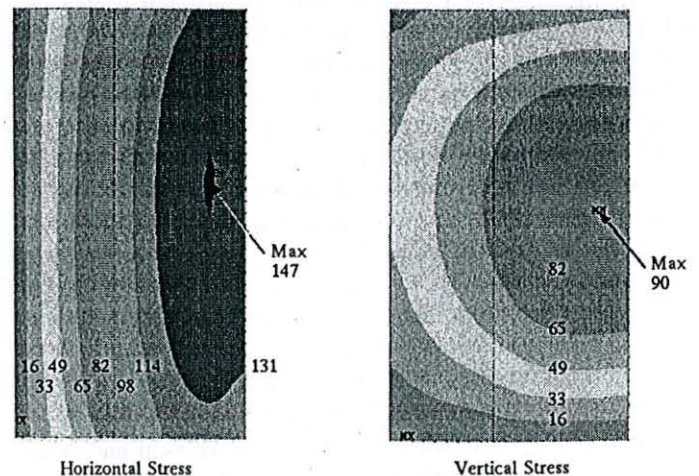 Max
147
16 49 82 114 131
33 65 98
Horizontal Stress
Max
90
82
65
49
33
16
Vertical Stress